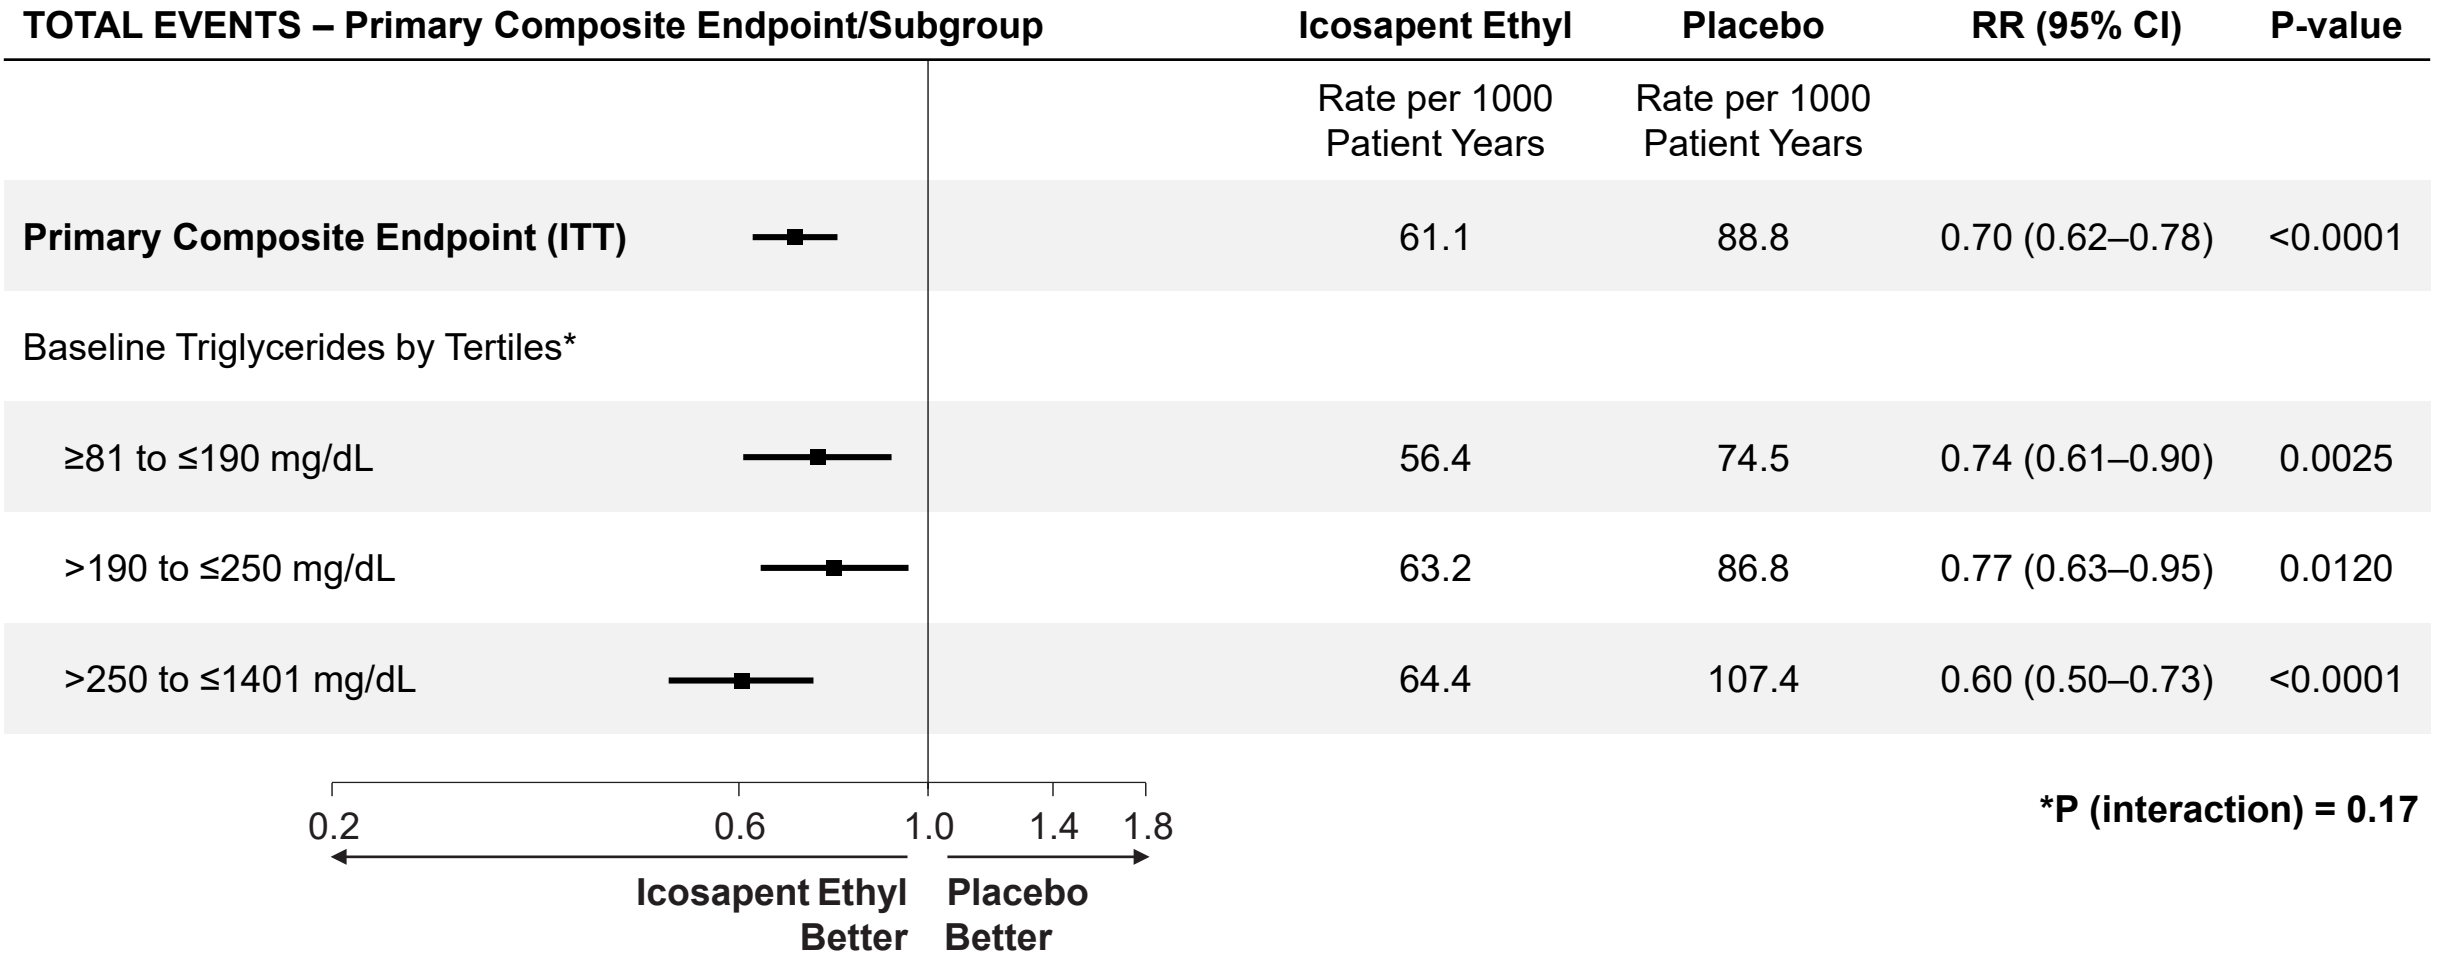 TOTAL EVENTS – Primary Composite Endpoint/Subgroup Icosapent Ethyl Placebo RR (95% CI) P-value
Rate per 1000 Rate per 1000
Patient Years Patient Years
Primary Composite Endpoint (ITT) 61.1 88.8 0.70 (0.62–0.78) <0.0001
Baseline Triglycerides by Tertiles*
≥81 to ≤190 mg/dL 56.4 74.5 0.74 (0.61–0.90) 0.0025
>190 to ≤250 mg/dL 63.2 86.8 0.77 (0.63–0.95) 0.0120
>250 to ≤1401 mg/dL 64.4 107.4 0.60 (0.50–0.73) <0.0001
*P (interaction) = 0.17
0.2 0.6 1.0 1.4 1.8
Icosapent Ethyl Placebo
Better Better